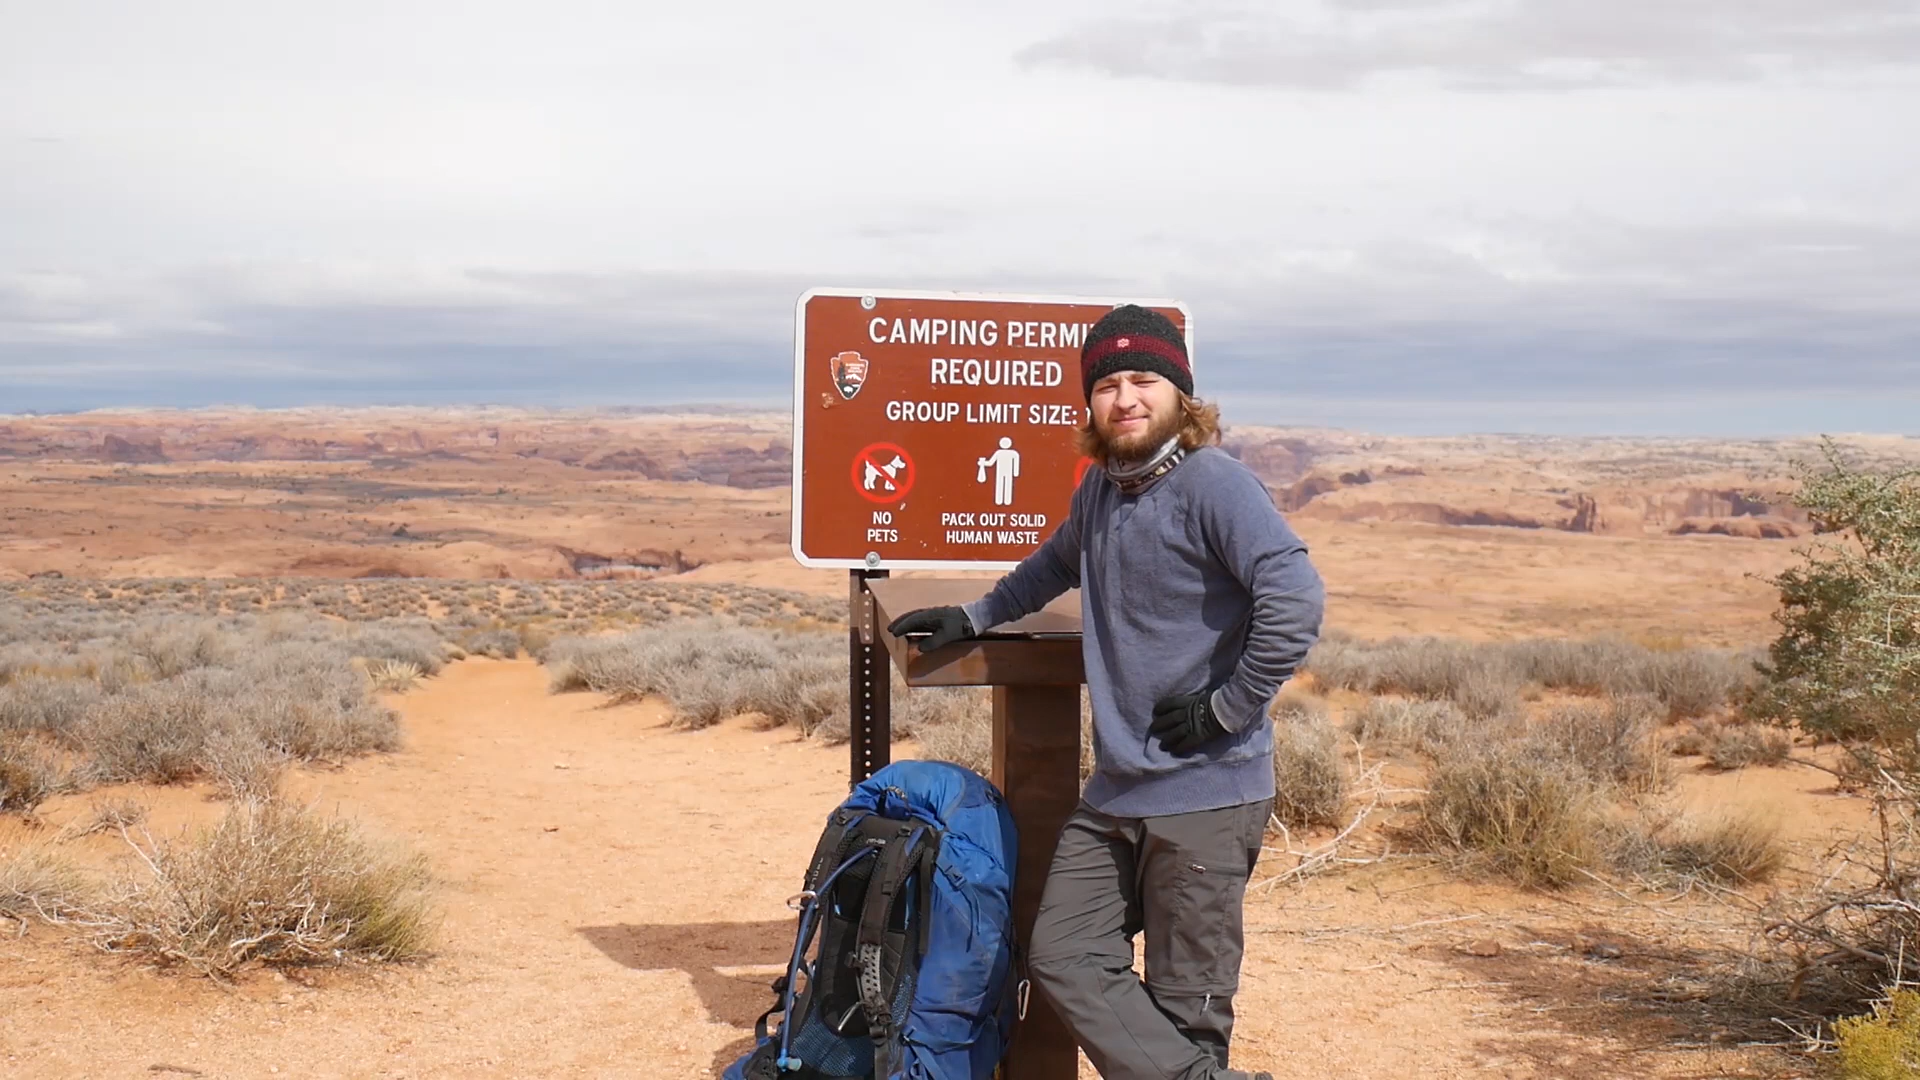 CAMPING PERMI
REQUIRED
GROUP LIMIT SIZE:
NO
PETS
PACK OUT SOLID
HUMAN WASTE